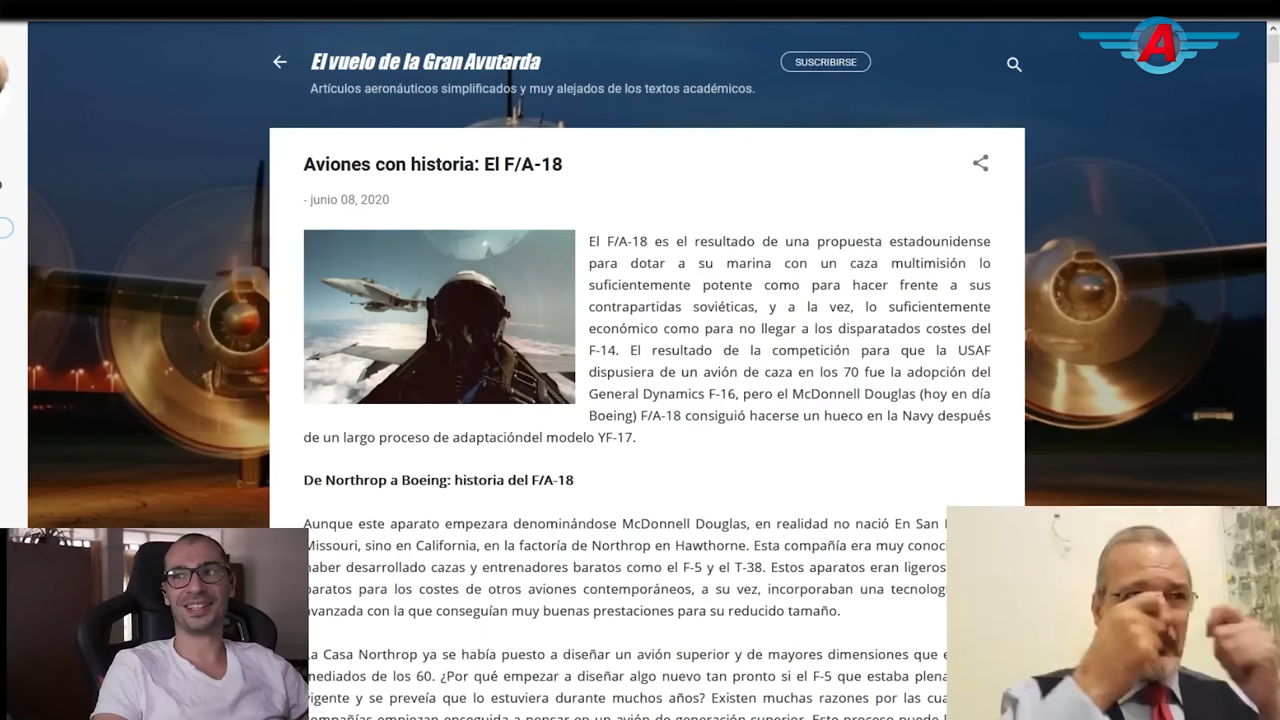 El vuelo de la Gran Avutarda
SUSCRIBIRSE
A
Artículos aeronáuticos simplificados y muy alejados de los textos académicos.
Aviones con historia: El F/A-18
- junio 08, 2020
El F/A-18 es el resultado de una propuesta estadounidense
para dotar a su marina con un caza multimisión lo
suficientemente potente como para hacer frente a sus
contrapartidas soviéticas, y a la vez, lo suficientemente
económico como para no llegar a los disparatados costes del
F-14. El resultado de la competición para que la USAF
dispusiera de un avión de caza en los 70 fue la adopción del
General Dynamics F-16, pero el McDonnell Douglas (hoy en día
Boeing) F/A-18 consiguió hacerse un hueco en la Navy después
de un largo proceso de adaptacióndel modelo YF-17.
De Northrop a Boeing: historia del F/A-18
Aunque este aparato empezara denominándose McDonnell Douglas, en realidad no nació En San
Missouri, sino en California, en la factoría de Northrop en Hawthorne. Esta compañía era muy conoci
haber desarrollado cazas y entrenadores baratos como el F-5 y el T-38. Estos aparatos eran ligeros
baratos para los costes de otros aviones contemporáneos, a su vez, incorporaban una tecnolog
avanzada con la que conseguían muy buenas prestaciones para su reducido tamaño.
La Casa Northrop ya se había puesto a diseñar un avión superior y de mayores dimensiones que
mediados de los 60. ¿Por qué empezar a diseñar algo nuevo tan pronto si el F-5 que estaba plena
vigente y se preveía que lo estuviera durante muchos años? Existen muchas razones por las cua
compañías empiezan enseguida a pensar en un avión de generación superior. Este proceso puede